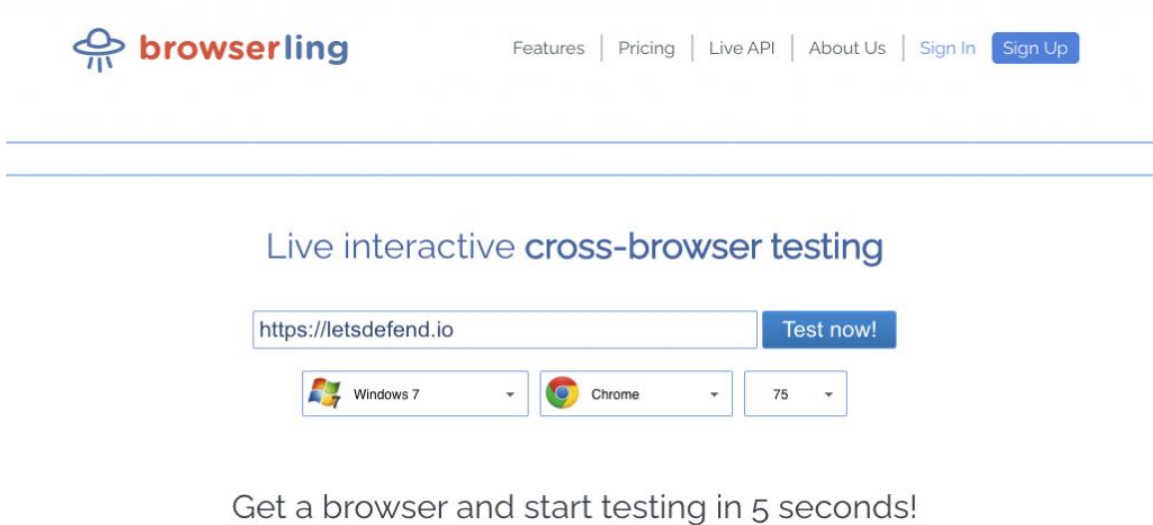 browserling
Features | Pricing | Live API | About Us | Sign In Sign Up
Live interactive cross-browser testing
https://letsdefend.io Test now!
7 Windows 7 Chrome 75
Get a browser and start testing in 5 seconds!